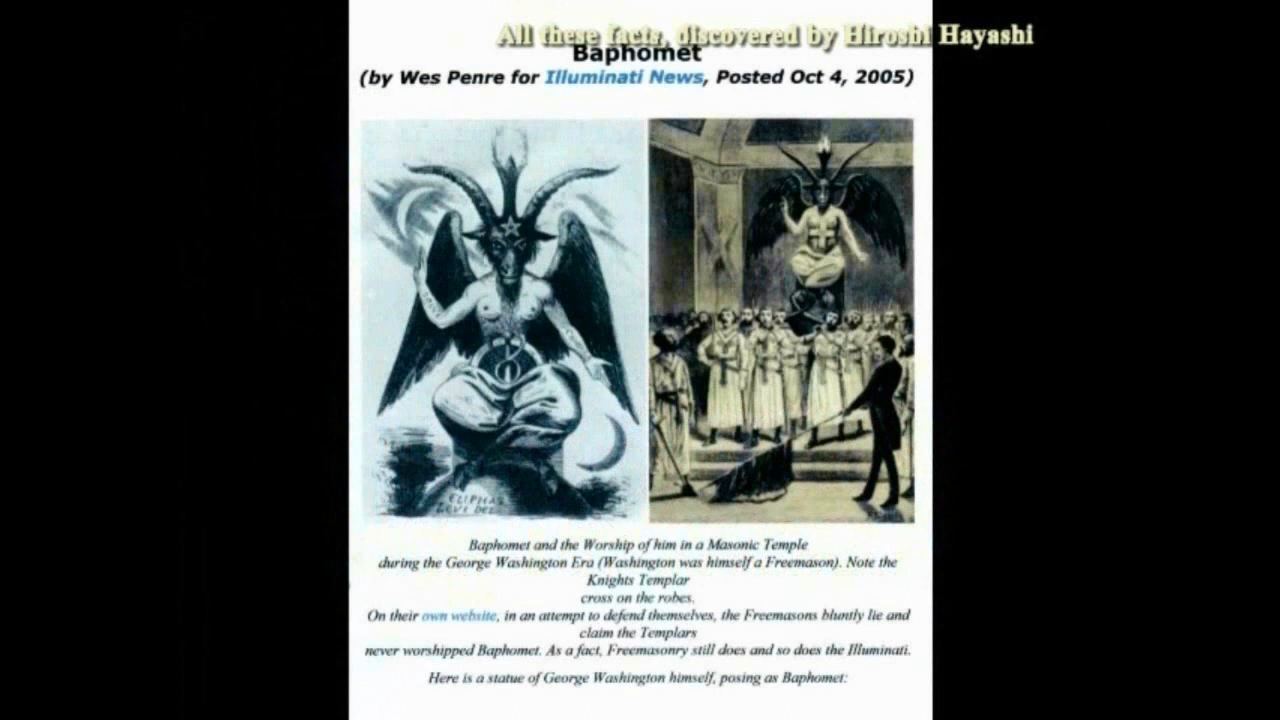 All these facts, discovered by Hiroshi Hayashi
Baphomet
(by Wes Penre for Illuminati News, Posted Oct 4, 2005)
ELIPHAS
LEVI DEL
Baphomet and the Worship of him in a Masonic Temple
during the George Washington Era (Washington was himself a Freemason). Note the
Knights Templar
cross on the robes.
On their own website, in an attempt to defend themselves, the Freemasons bluntly lie and
claim the Templars
never worshipped Baphomet. As a fact, Freemasonry still does and so does the Illuminati.
Here is a statue of George Washington himself, posing as Baphomet: